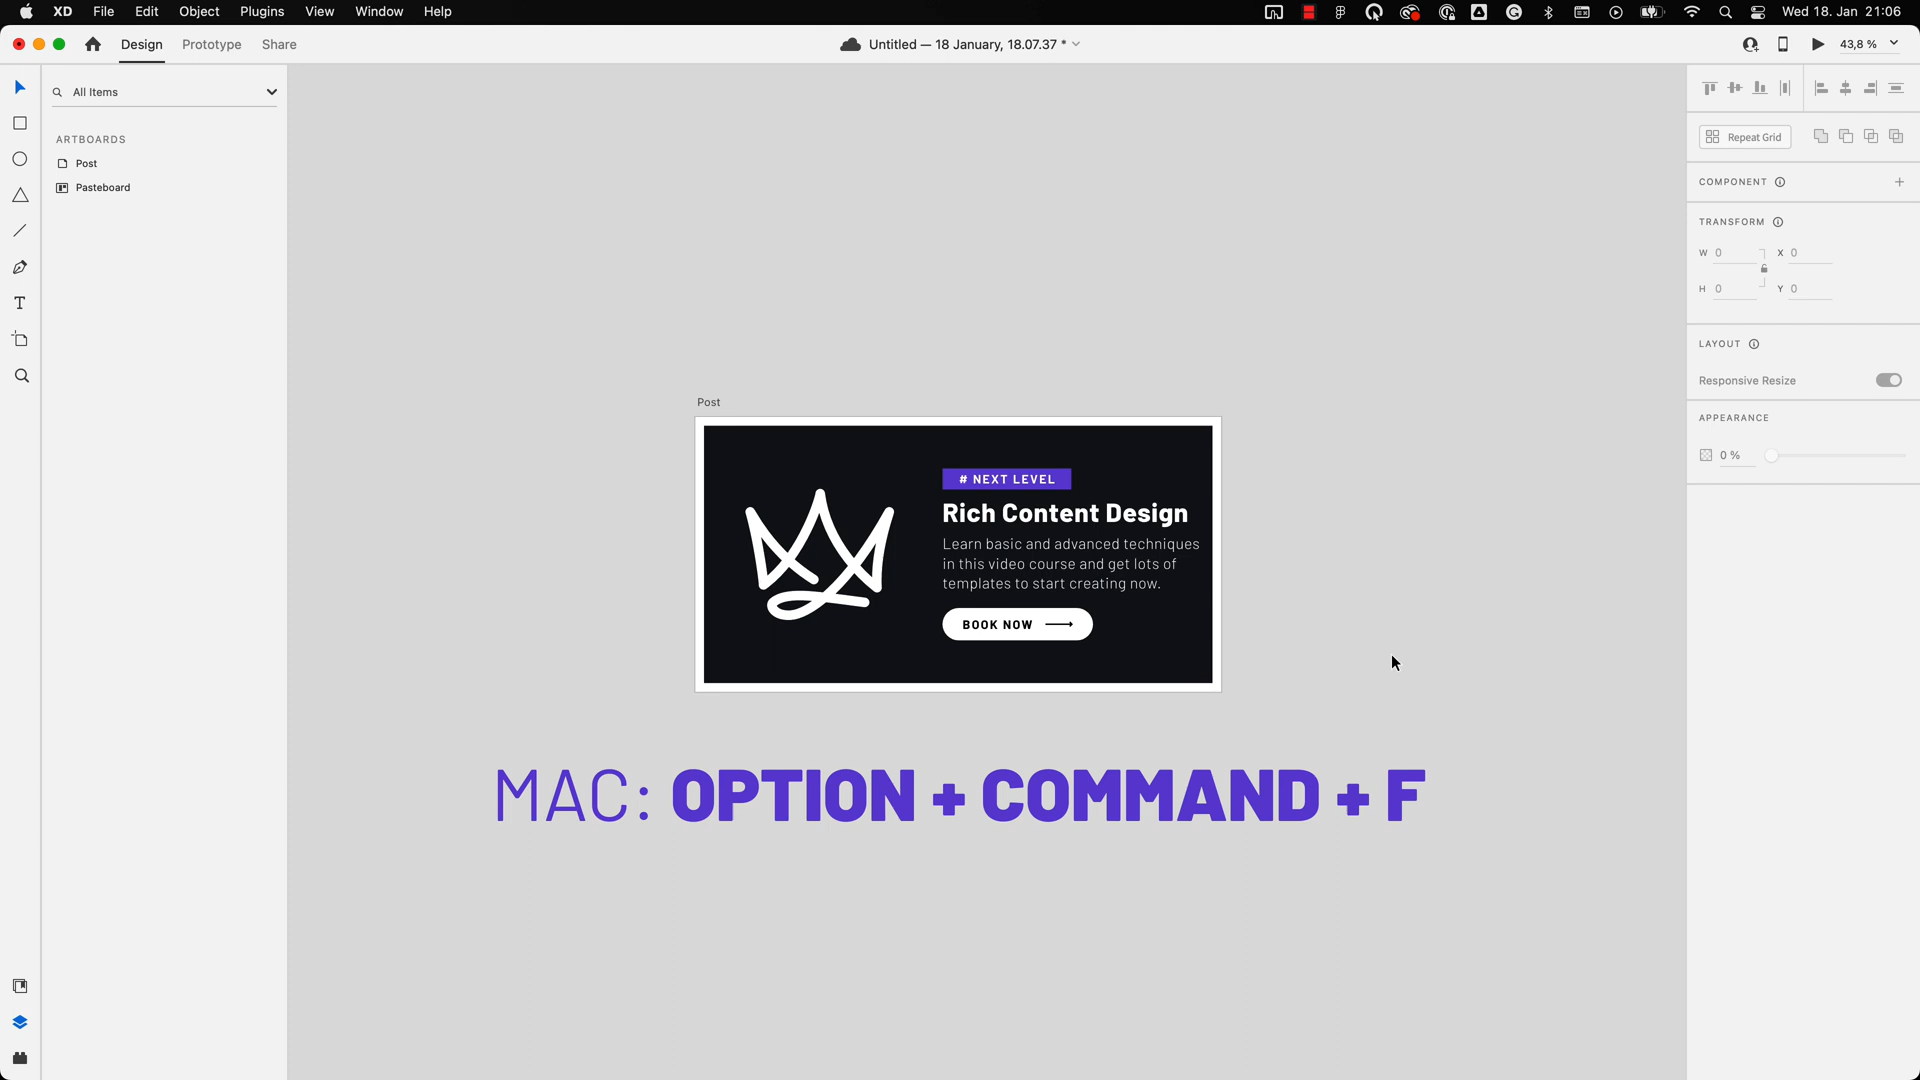 XD File Edit Object Plugins View Window Help
Wed 18. Jan 21:06
Design Prototype Share
Untitled — 18 January, 18.07.37 *
43,8 %
All Items
ARTBOARDS
Post
Pasteboard
Post
# NEXT LEVEL
Rich Content Design
Learn basic and advanced techniques
in this video course and get lots of
templates to start creating now.
BOOK NOW
MAC: OPTION + COMMAND + F
Repeat Grid
COMPONENT
TRANSFORM
W 0 X 0
H 0 Y 0
LAYOUT
Responsive Resize
APPEARANCE
0 %